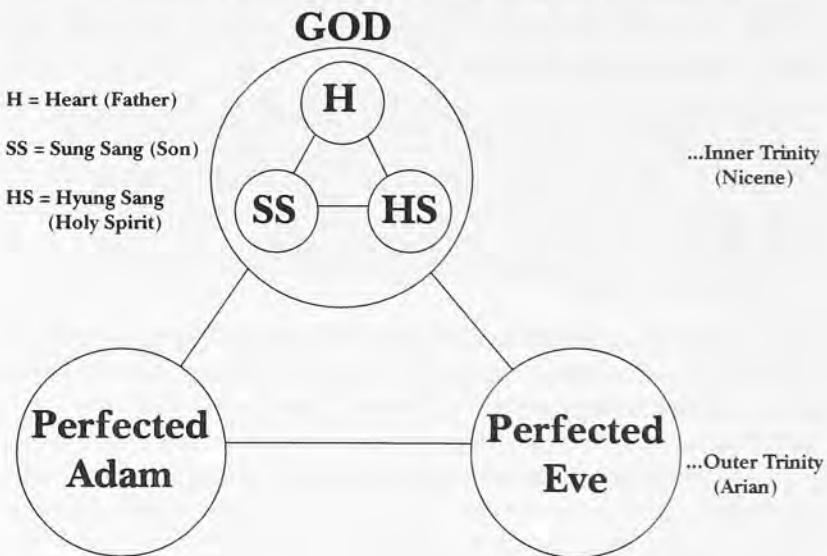 GOD
H = Heart (Father)
H
SS = Sung Sang (Son)
...Inner Trinity
(Nicene)
HS = Hyung Sang
(Holy Spirit)
SS
HS
Perfected
Adam
Perfected
Eve
...Outer Trinity
(Arian)